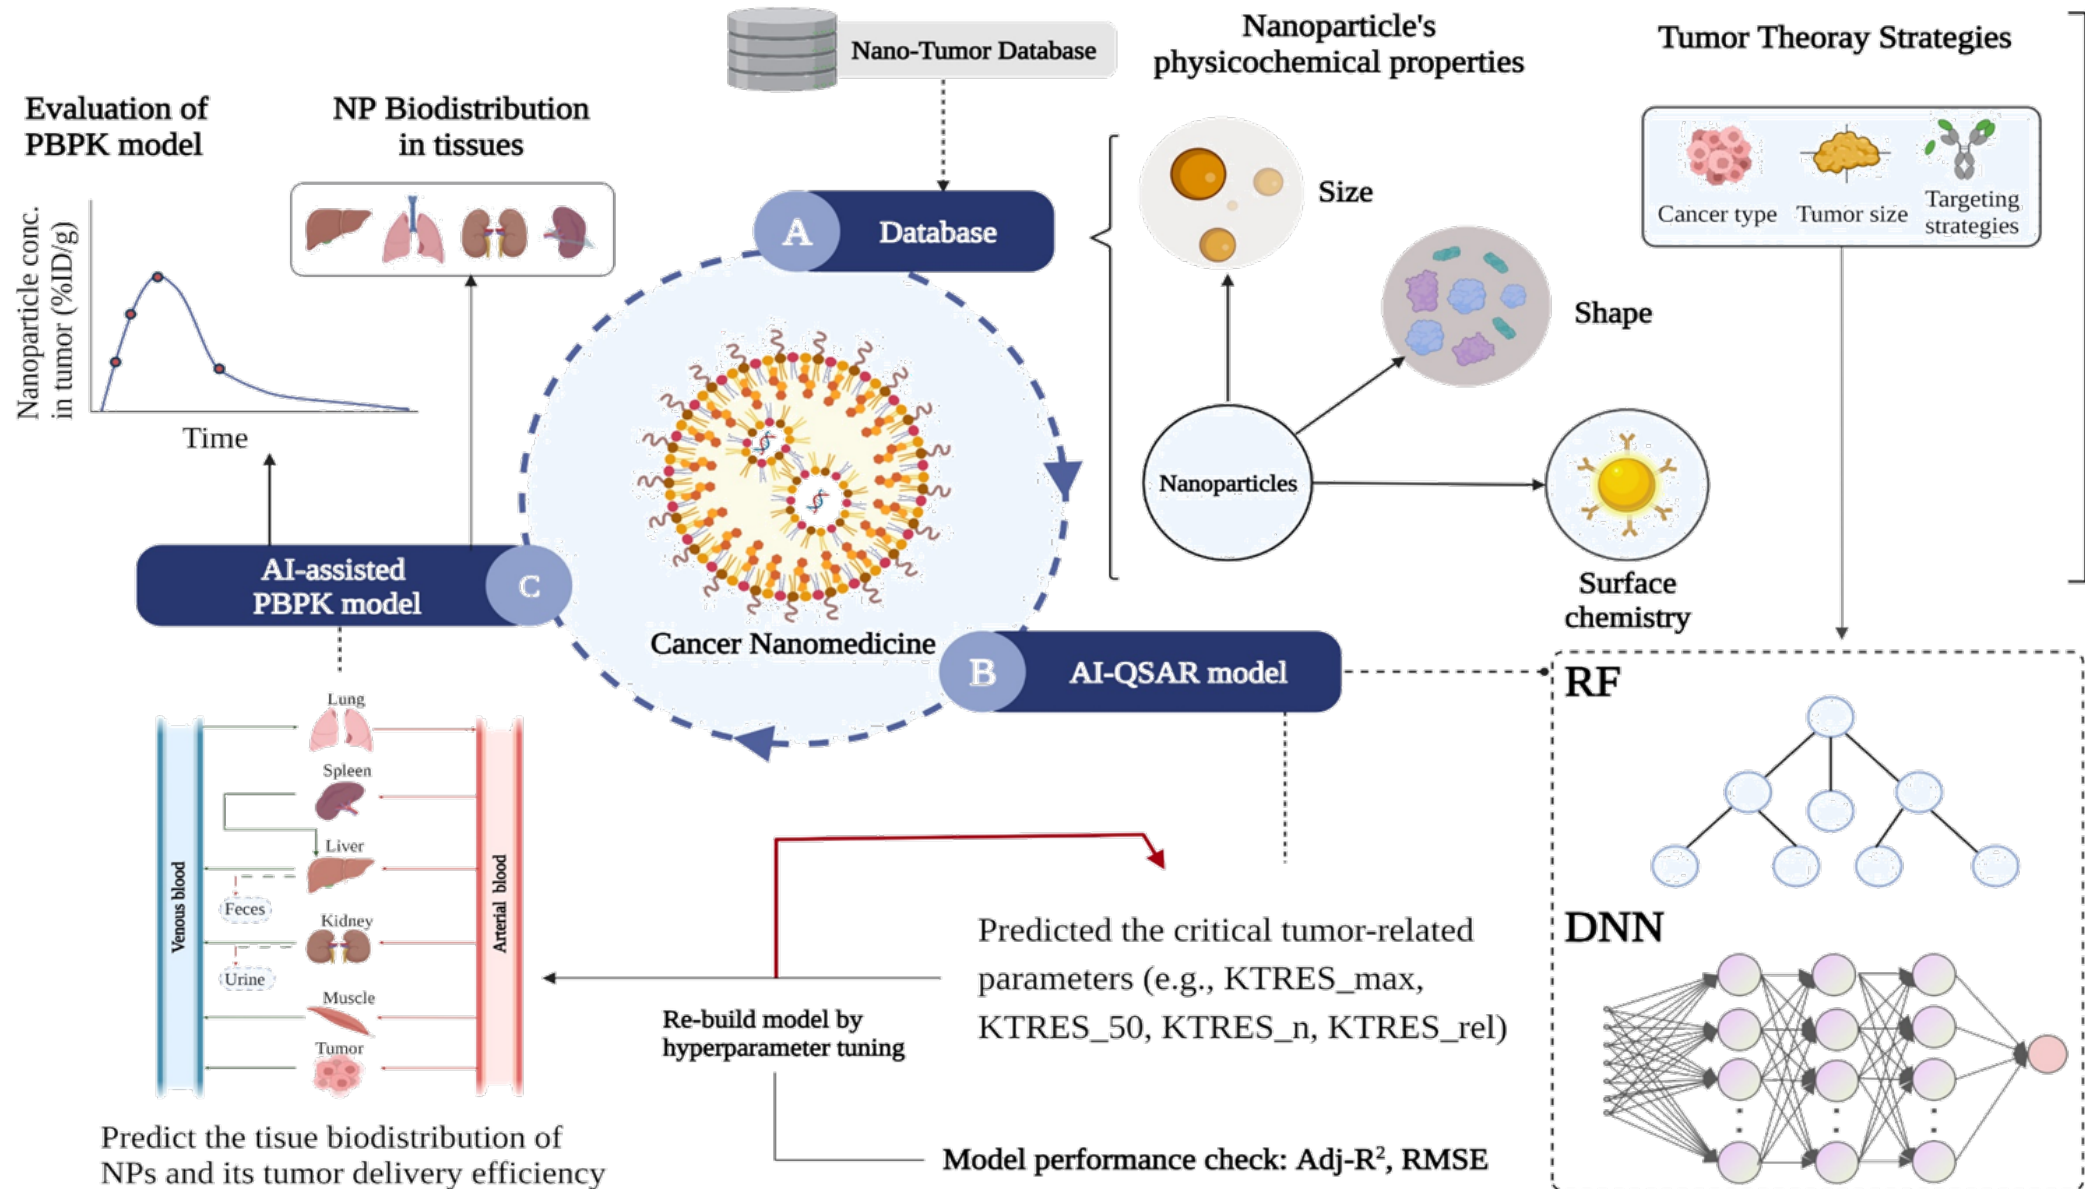 Nano-Tumor Database
Nanoparticle's
physicochemical properties
Tumor Theoray Strategies
Evaluation of
PBPK model
NP Biodistribution
in tissues
Nanoparticle conc.
in tumor (%ID/g)
Time
A
Database
Size
Shape
Nanoparticles
Surface
chemistry
Cancer type
Tumor size
Targeting
strategies
AI-assisted
PBPK model
C
Cancer Nanomedicine
B
AI-QSAR model
RF
DNN
Lung
Spleen
Liver
Feces
Kidney
Urine
Muscle
Tumor
Venous blood
Arterial blood
Predicted the critical tumor-related
parameters (e.g., KTRES_max,
KTRES_50, KTRES_n, KTRES_rel)
Re-build model by
hyperparameter tuning
Model performance check: Adj-R², RMSE
Predict the tisue biodistribution of
NPs and its tumor delivery efficiency